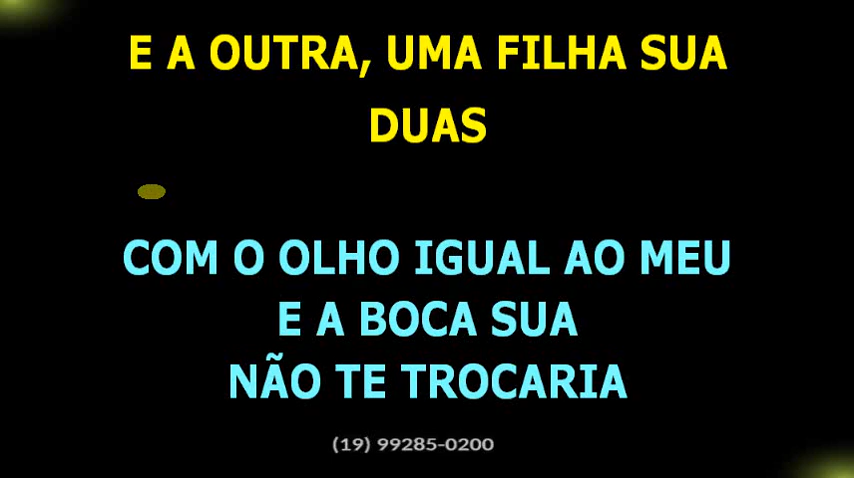 E A OUTRA, UMA FILHA SUA
DUAS
COM O OLHO IGUAL AO MEU
E A BOCA SUA
NÃO TE TROCARIA
(19) 99285-0200